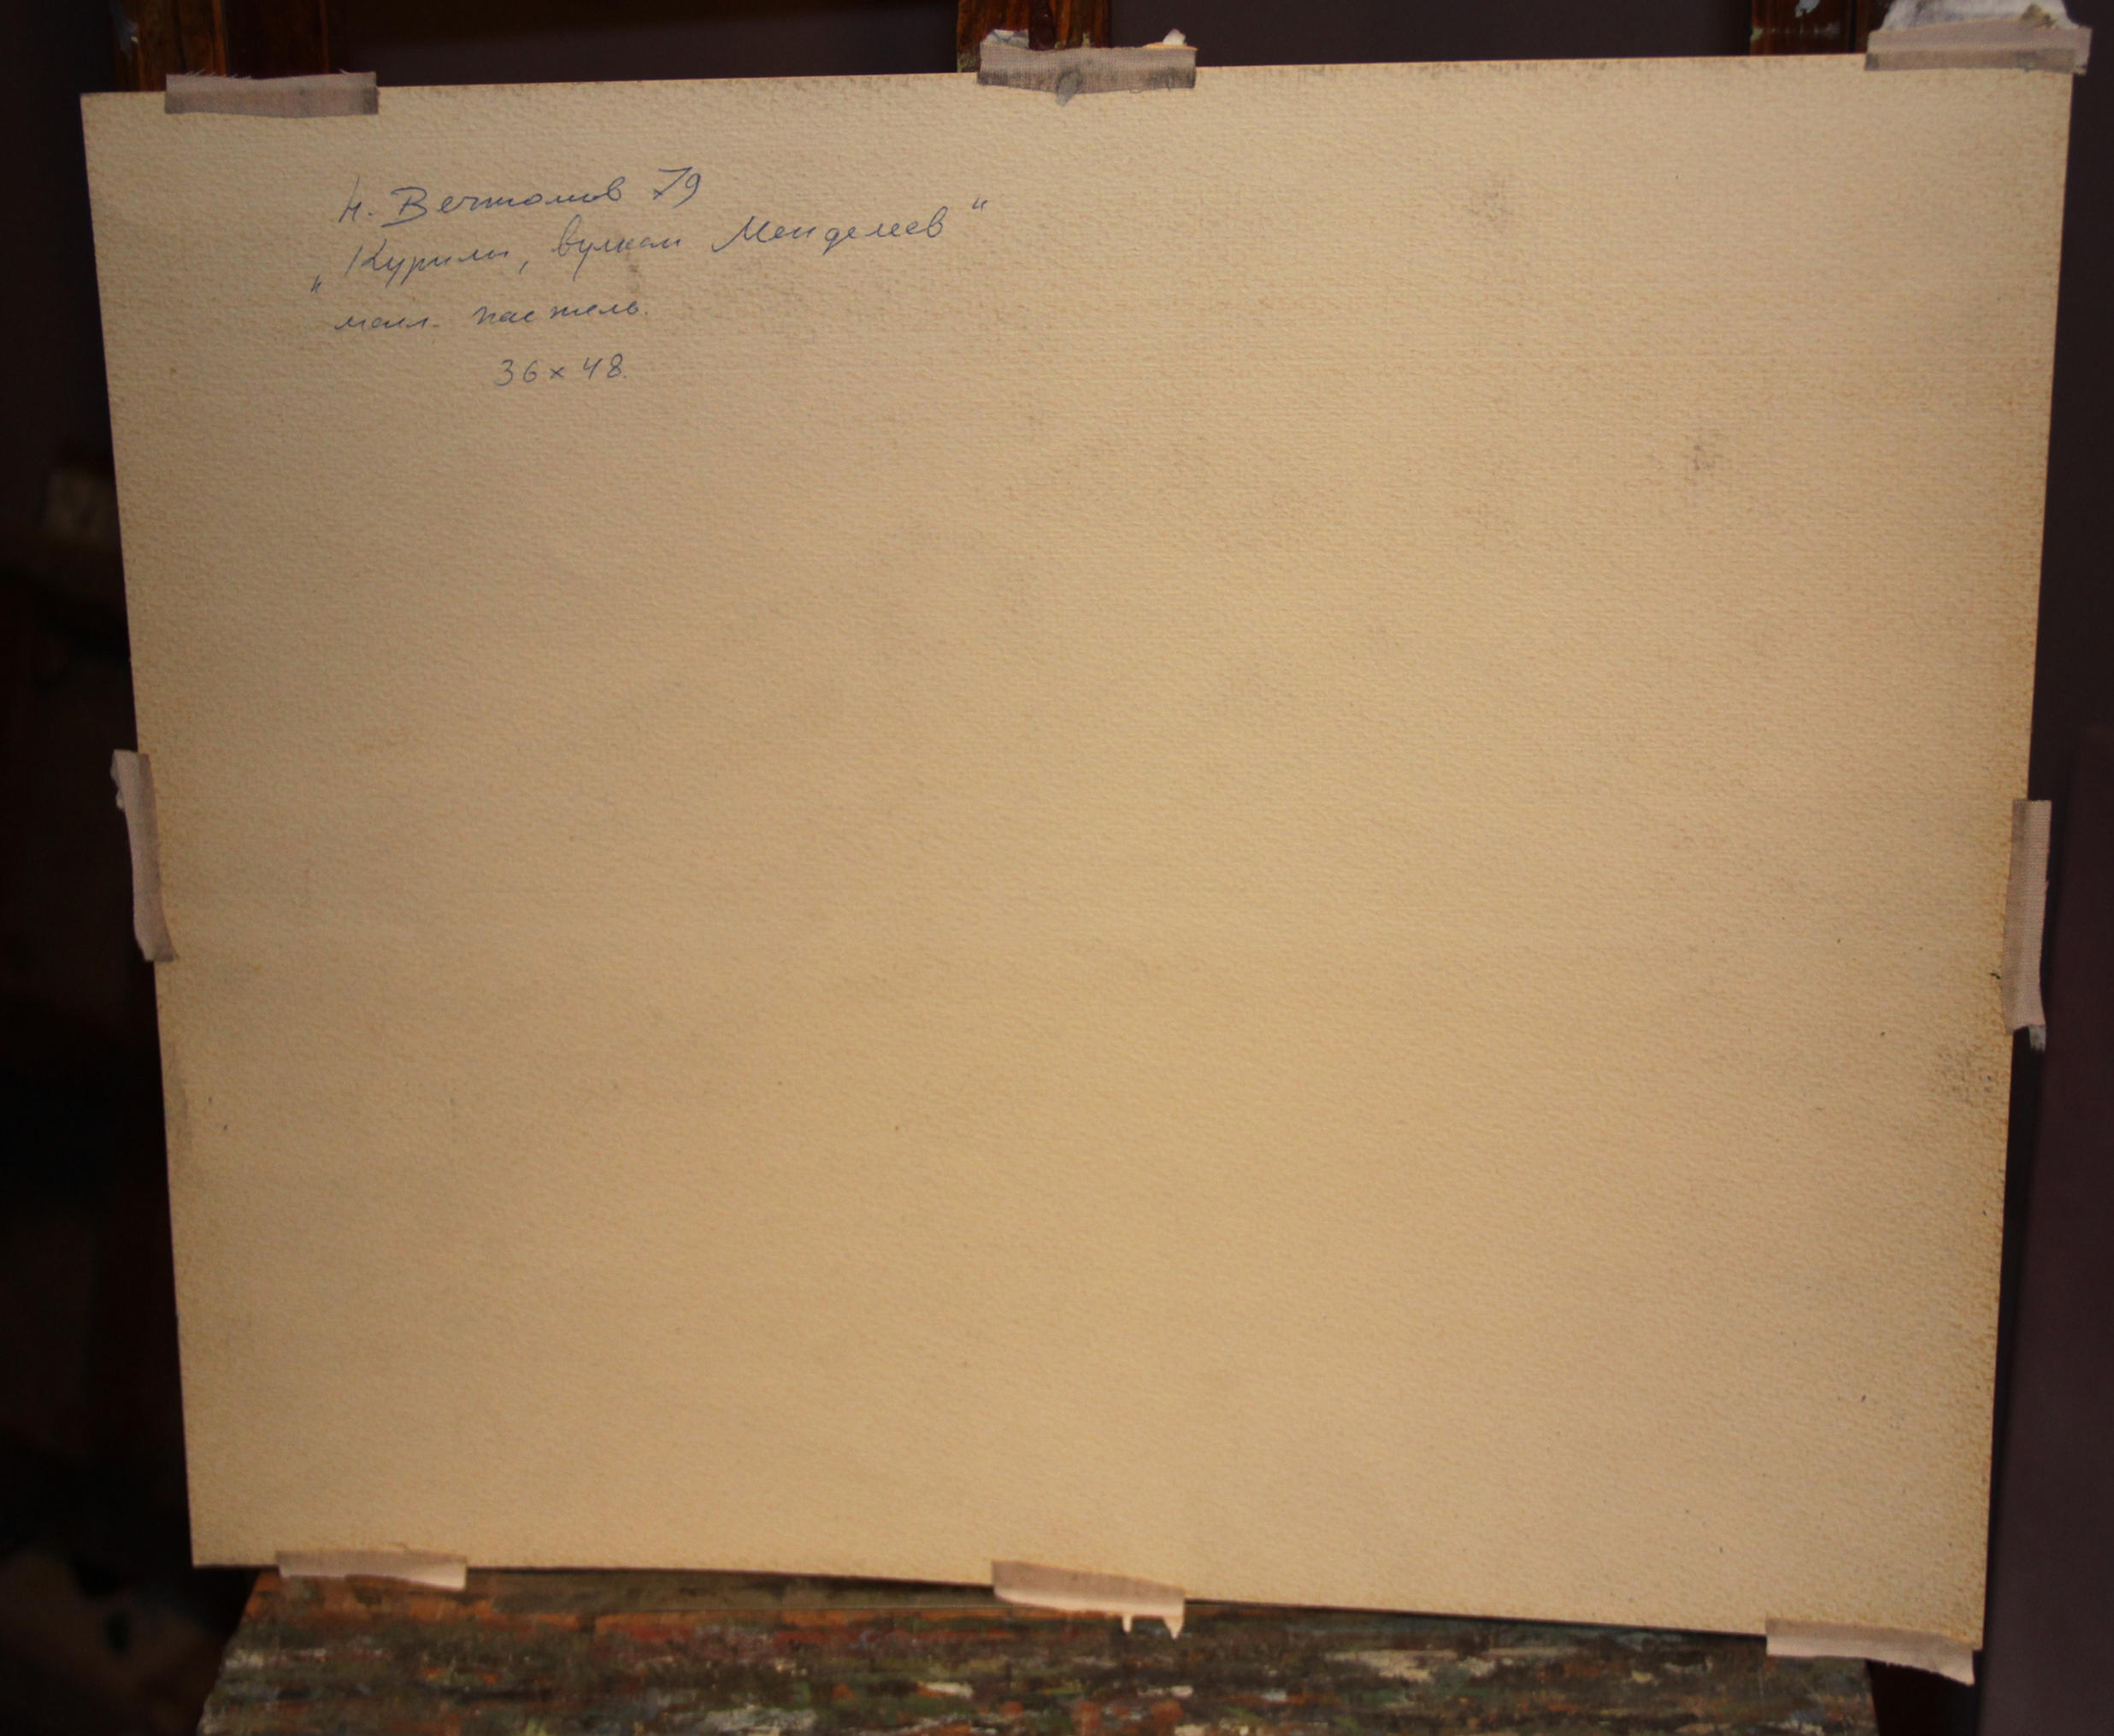 Н. Вечтомов 79
„Курилы, вулкан Менделеев“
масл. пастель.
36 х 48.